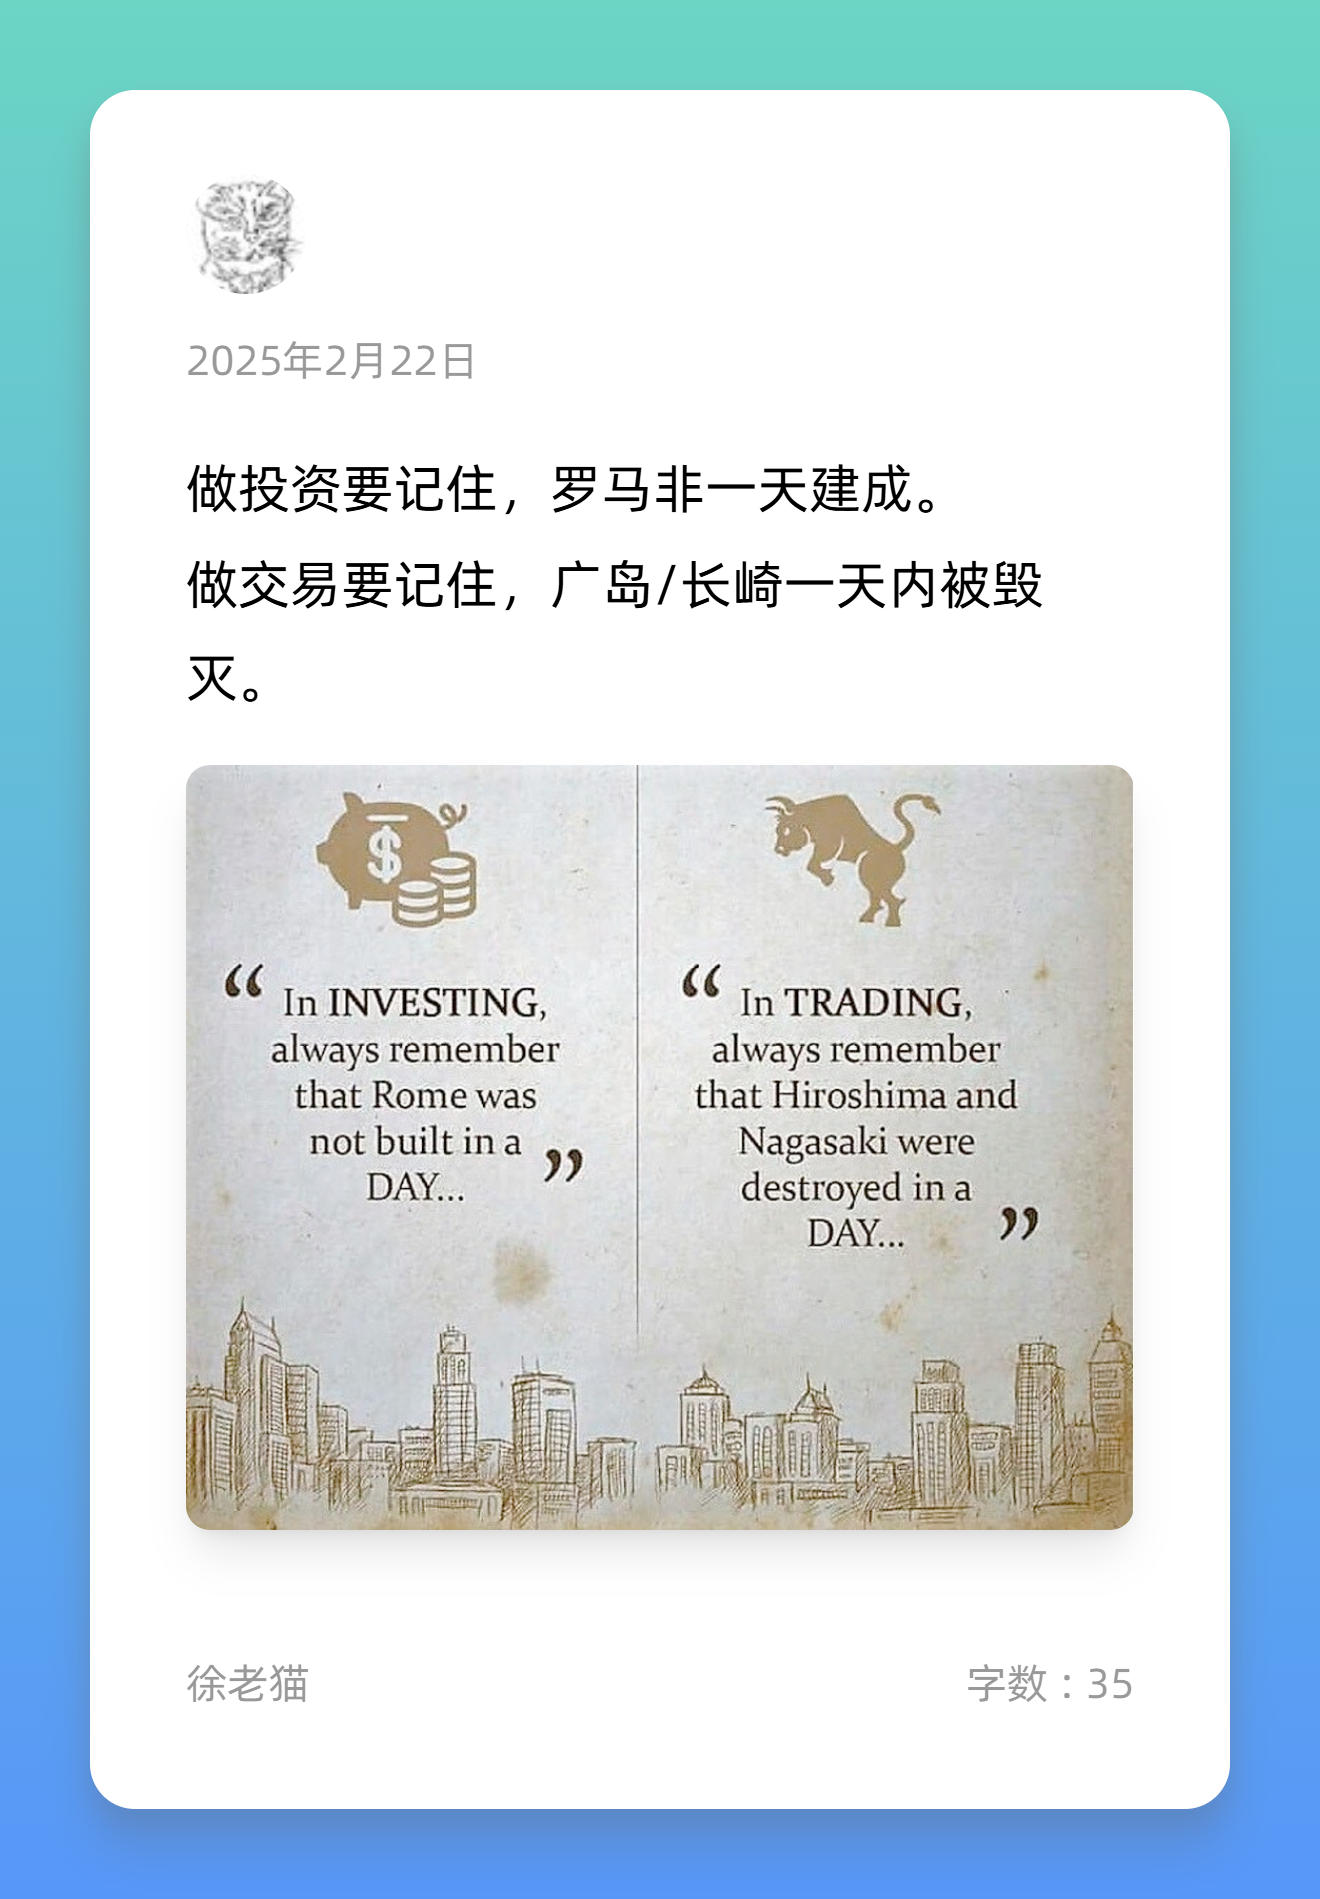 2025年2月22日
做投资要记住，罗马非一天建成。
做交易要记住，广岛/长崎一天内被毁
灭。
“ In INVESTING,
always remember
that Rome was
not built in a
DAY... ”
“ In TRADING,
always remember
that Hiroshima and
Nagasaki were
destroyed in a
DAY... ”
徐老猫
字数：35